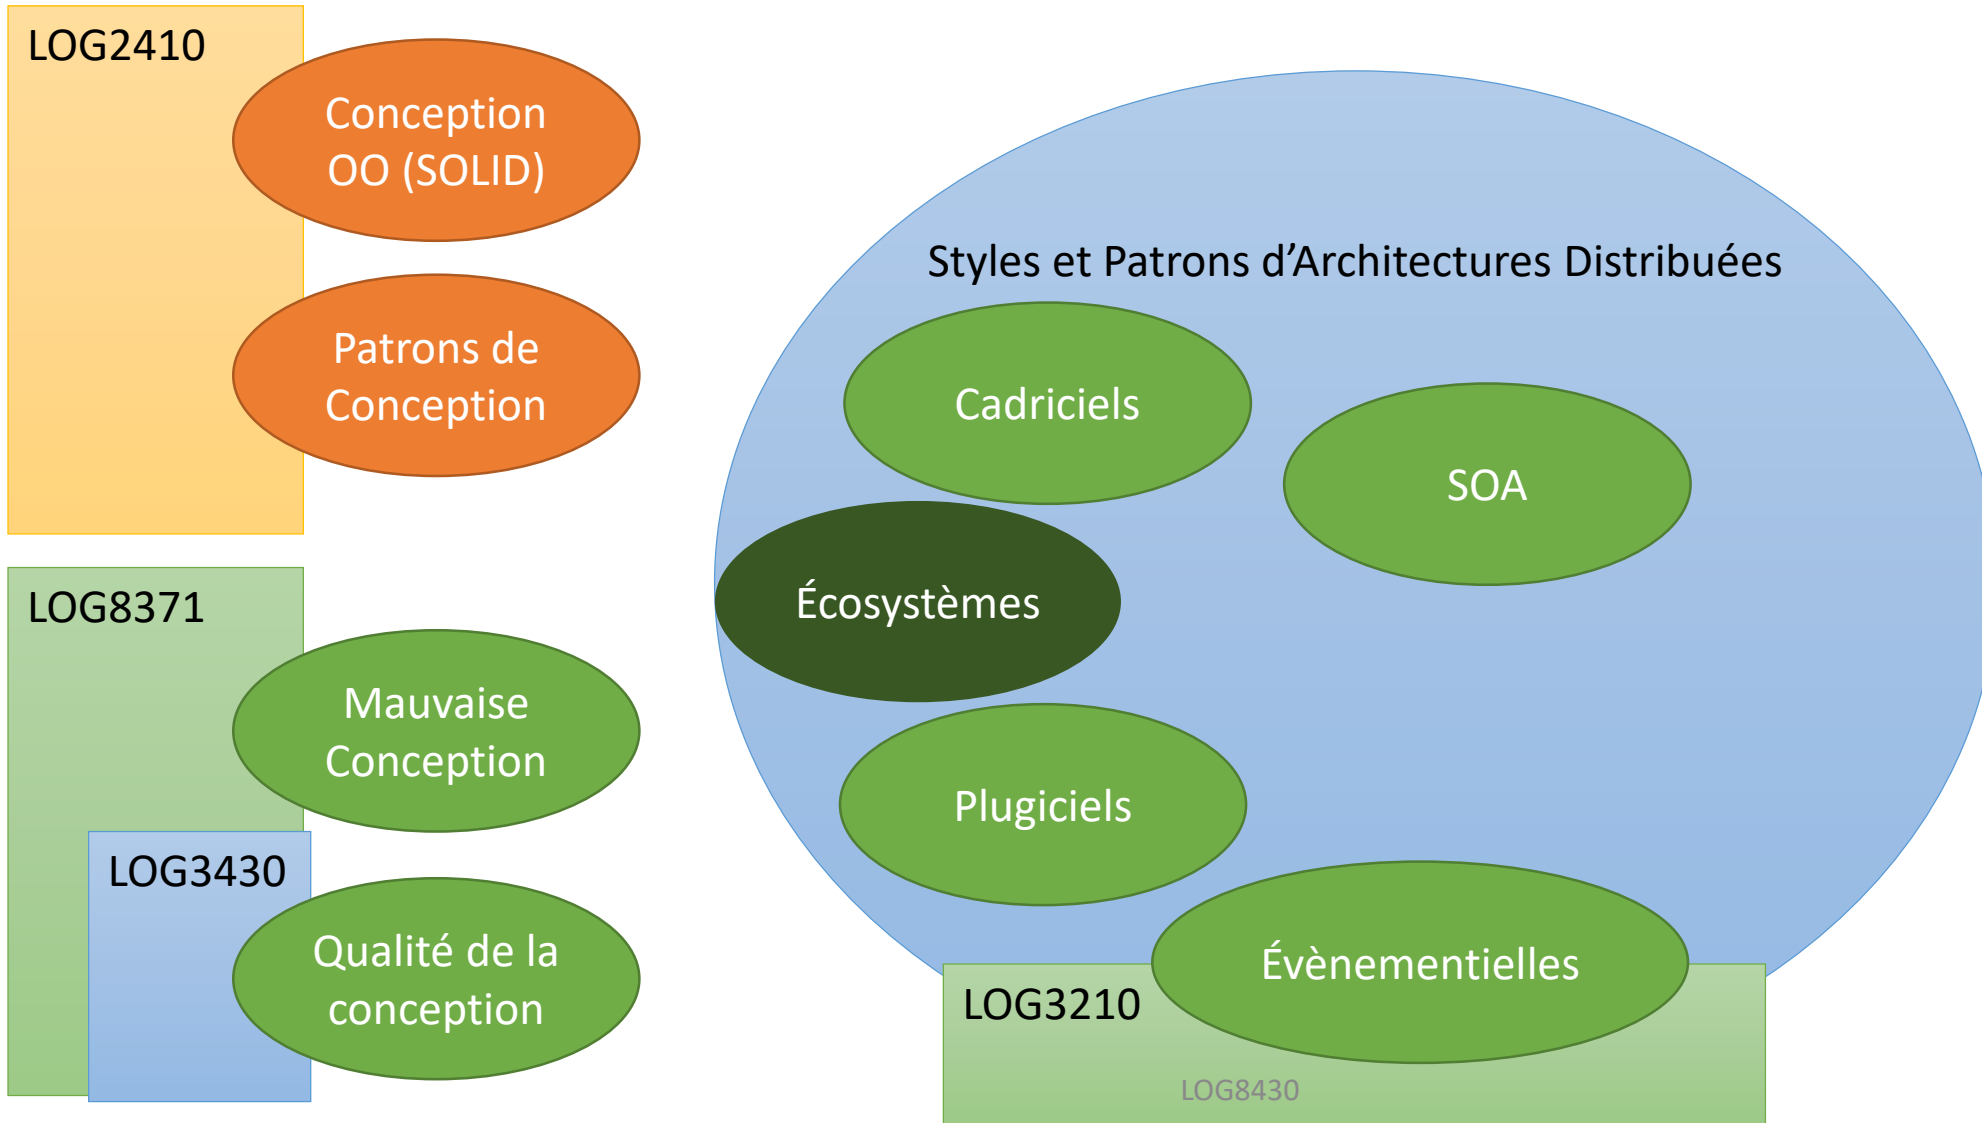 LOG2410
Conception
OO (SOLID)
Patrons de
Conception
LOG8371
Mauvaise
Conception
LOG3430
Qualité de la
conception
Styles et Patrons d’Architectures Distribuées
Cadriciels
SOA
Écosystèmes
Plugiciels
Évènementielles
LOG3210
LOG8430